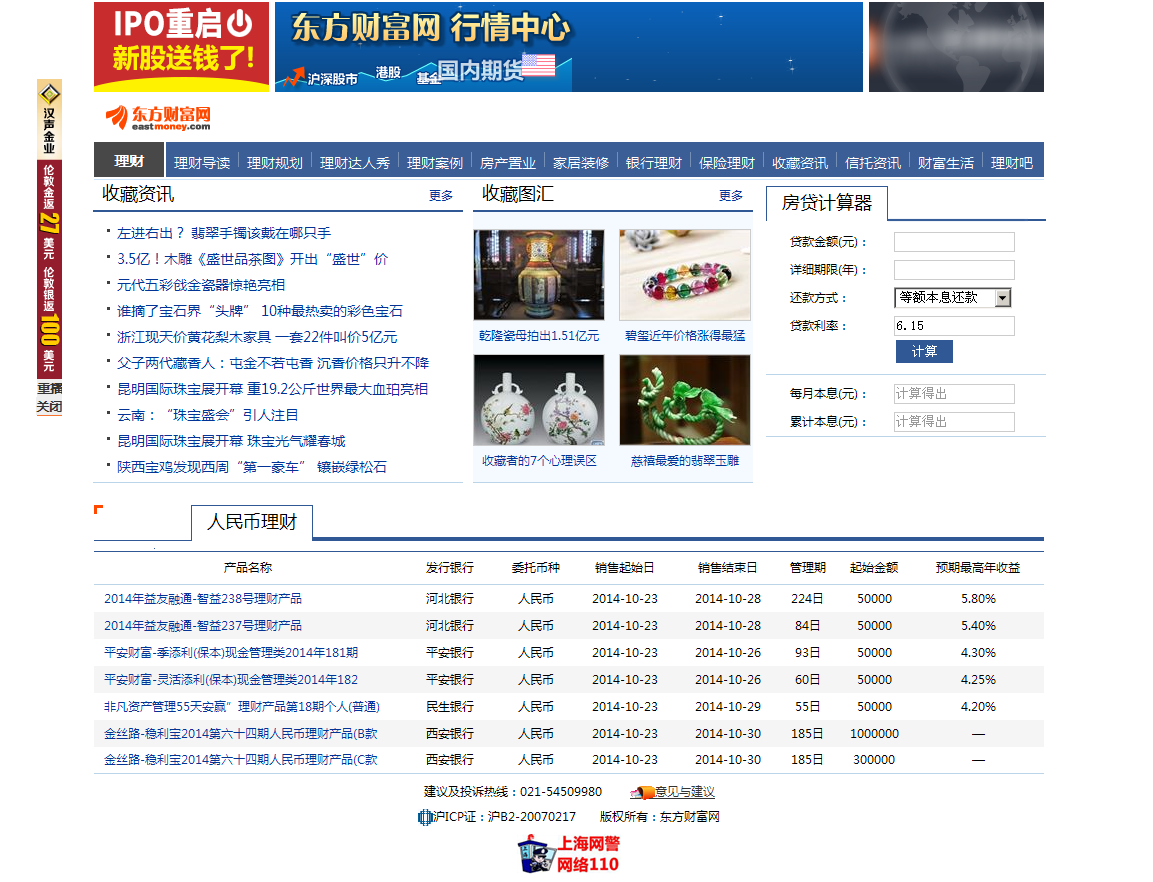 IPO重启
新股送钱了!
东方财富网 行情中心
沪深股市 港股 基金 国内期货
汉声金业
伦敦金返27美元 伦敦银返100美元
重播
关闭
东方财富网
eastmoney.com
理财 理财导读 理财规划 理财达人秀 理财案例 房产置业 家居装修 银行理财 保险理财 收藏资讯 信托资讯 财富生活 理财吧
收藏资讯 更多
左进右出？ 翡翠手镯该戴在哪只手
3.5亿！木雕《盛世品茶图》开出“盛世”价
元代五彩戗金瓷器惊艳亮相
谁摘了宝石界“头牌” 10种最热卖的彩色宝石
浙江现天价黄花梨木家具 一套22件叫价5亿元
父子两代藏香人：屯金不若屯香 沉香价格只升不降
昆明国际珠宝展开幕 重19.2公斤世界最大血珀亮相
云南：“珠宝盛会”引人注目
昆明国际珠宝展开幕 珠宝光气耀春城
陕西宝鸡发现西周“第一豪车” 镶嵌绿松石
收藏图汇 更多
乾隆瓷母拍出1.51亿元 碧玺近年价格涨得最猛
收藏者的7个心理误区 慈禧最爱的翡翠玉雕
房贷计算器
贷款金额(元)：
详细期限(年)：
还款方式： 等额本息还款
贷款利率： 6.15
计算
每月本息(元)： 计算得出
累计本息(元)： 计算得出
人民币理财
产品名称 发行银行 委托币种 销售起始日 销售结束日 管理期 起始金额 预期最高年收益
2014年益友融通-智益238号理财产品 河北银行 人民币 2014-10-23 2014-10-28 224日 50000 5.80%
2014年益友融通-智益237号理财产品 河北银行 人民币 2014-10-23 2014-10-28 84日 50000 5.40%
平安财富-季添利(保本)现金管理类2014年181期 平安银行 人民币 2014-10-23 2014-10-26 93日 50000 4.30%
平安财富-灵活添利(保本)现金管理类2014年182 平安银行 人民币 2014-10-23 2014-10-26 60日 50000 4.25%
非凡资产管理55天安赢”理财产品第18期个人(普通) 民生银行 人民币 2014-10-23 2014-10-29 55日 50000 4.20%
金丝路-稳利宝2014第六十四期人民币理财产品(B款 西安银行 人民币 2014-10-23 2014-10-30 185日 1000000 —
金丝路-稳利宝2014第六十四期人民币理财产品(C款 西安银行 人民币 2014-10-23 2014-10-30 185日 300000 —
建议及投诉热线：021-54509980 意见与建议
沪ICP证：沪B2-20070217 版权所有：东方财富网
上海网警
网络110